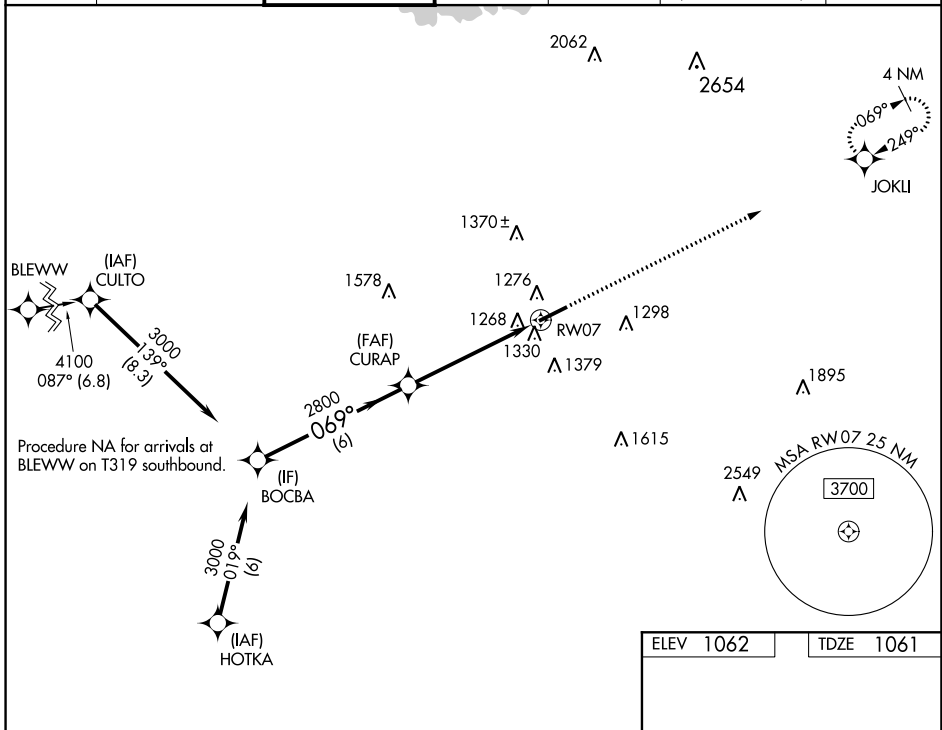 2062
2654
4 NM
069°
249°
JOKLI
1370±
BLEWW
(IAF)
CULTO
1578
1276
1268
RW07
1298
1330
1379
(FAF)
CURAP
4100
087° (6.8)
3000
139°
(8.3)
2800
069°
(6)
1895
Procedure NA for arrivals at
BLEWW on T319 southbound.
1615
(IF)
BOCBA
2549
MSA RW07 25 NM
3700
3000
019°
(6)
(IAF)
HOTKA
ELEV 1062
TDZE 1061